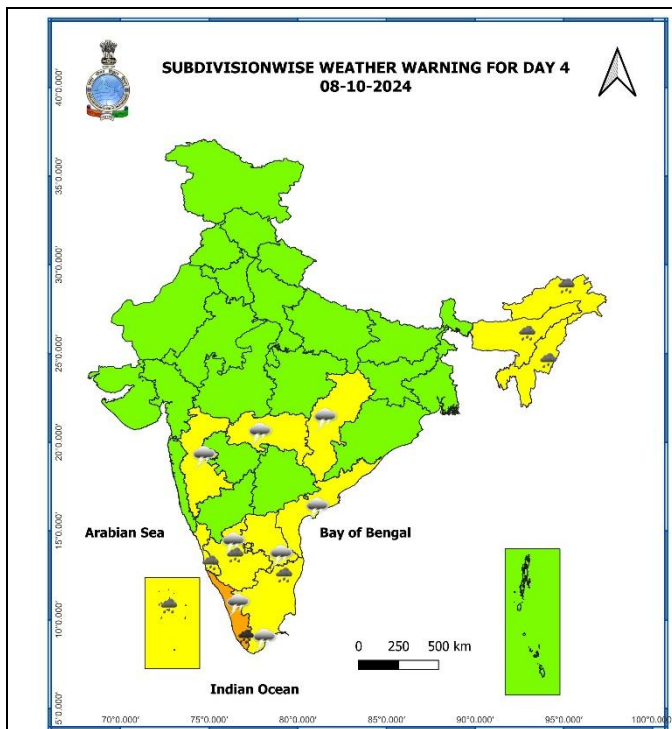 SUBDIVISIONWISE WEATHER WARNING FOR DAY 4
08-10-2024
40°0.000'
35°0.000'
30°0.000'
25°0.000'
20°0.000'
15°0.000'
10°0.000'
5°0.000'
Arabian Sea
Bay of Bengal
0 250 500 km
Indian Ocean
70°0.000' 75°0.000' 80°0.000' 85°0.000' 90°0.000' 95°0.000' 100°0.000'